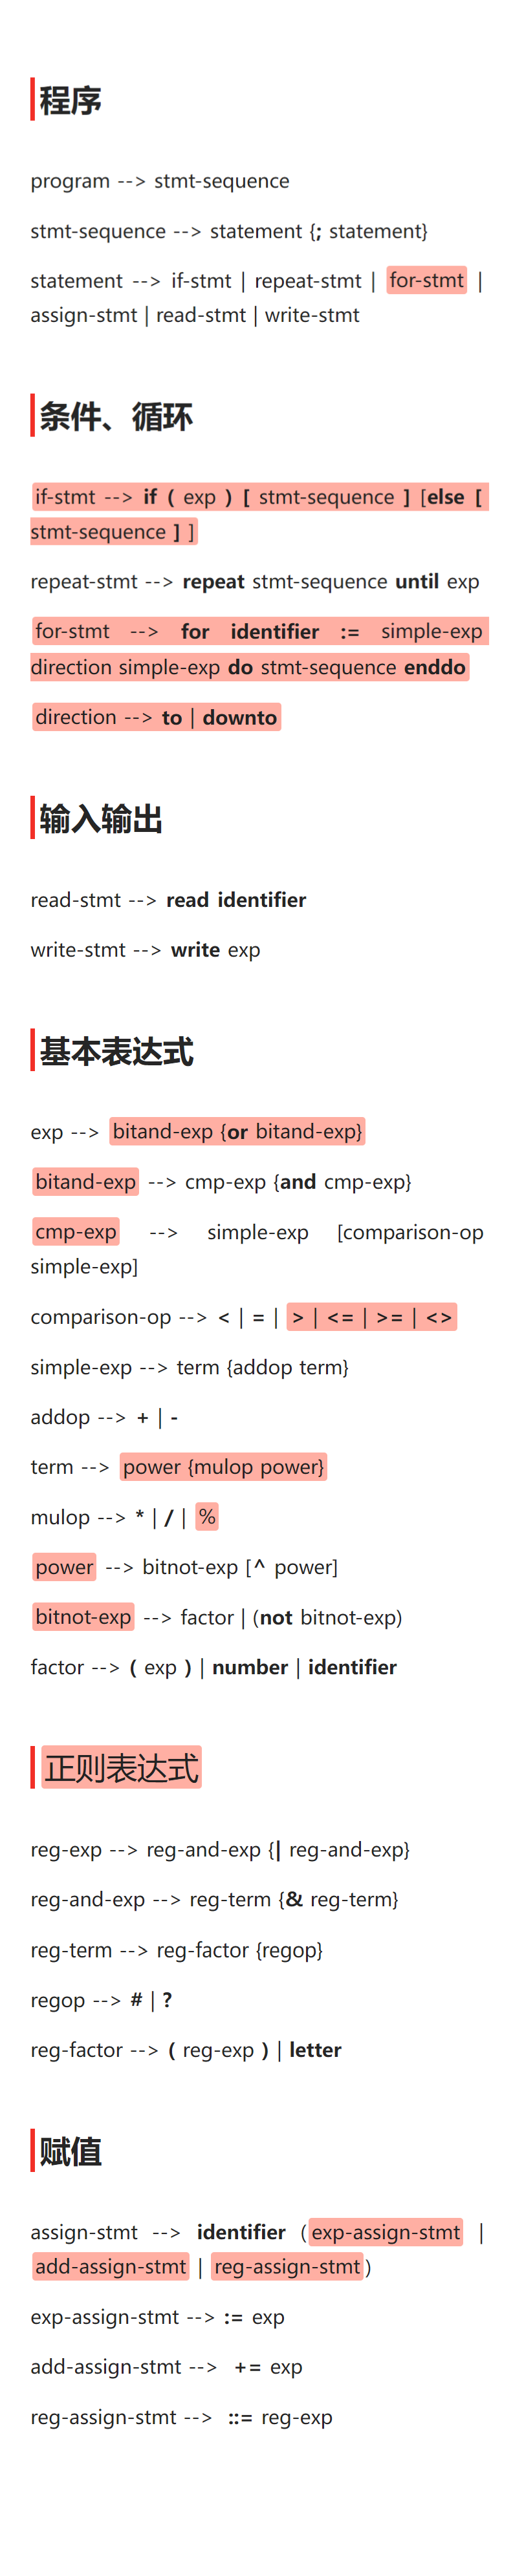 程序
program --> stmt-sequence
stmt-sequence --> statement {; statement}
statement --> if-stmt | repeat-stmt | for-stmt |
assign-stmt | read-stmt | write-stmt
条件、循环
if-stmt --> if ( exp ) [ stmt-sequence ] [else [
stmt-sequence ] ]
repeat-stmt --> repeat stmt-sequence until exp
for-stmt --> for identifier := simple-exp
direction simple-exp do stmt-sequence enddo
direction --> to | downto
输入输出
read-stmt --> read identifier
write-stmt --> write exp
基本表达式
exp --> bitand-exp {or bitand-exp}
bitand-exp --> cmp-exp {and cmp-exp}
cmp-exp --> simple-exp [comparison-op
simple-exp]
comparison-op --> < | = | > | <= | >= | <>
simple-exp --> term {addop term}
addop --> + | -
term --> power {mulop power}
mulop --> * | / | %
power --> bitnot-exp [^ power]
bitnot-exp --> factor | (not bitnot-exp)
factor --> ( exp ) | number | identifier
正则表达式
reg-exp --> reg-and-exp {| reg-and-exp}
reg-and-exp --> reg-term {& reg-term}
reg-term --> reg-factor {regop}
regop --> # | ?
reg-factor --> ( reg-exp ) | letter
赋值
assign-stmt --> identifier (exp-assign-stmt |
add-assign-stmt | reg-assign-stmt)
exp-assign-stmt --> := exp
add-assign-stmt --> += exp
reg-assign-stmt --> ::= reg-exp